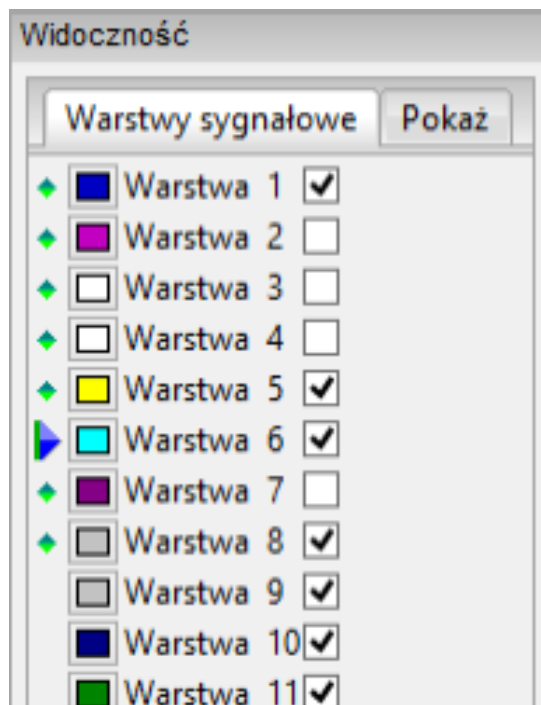 Widoczność
Warstwy sygnałowe Pokaż
Warstwa 1
Warstwa 2
Warstwa 3
Warstwa 4
Warstwa 5
Warstwa 6
Warstwa 7
Warstwa 8
Warstwa 9
Warstwa 10
Warstwa 11